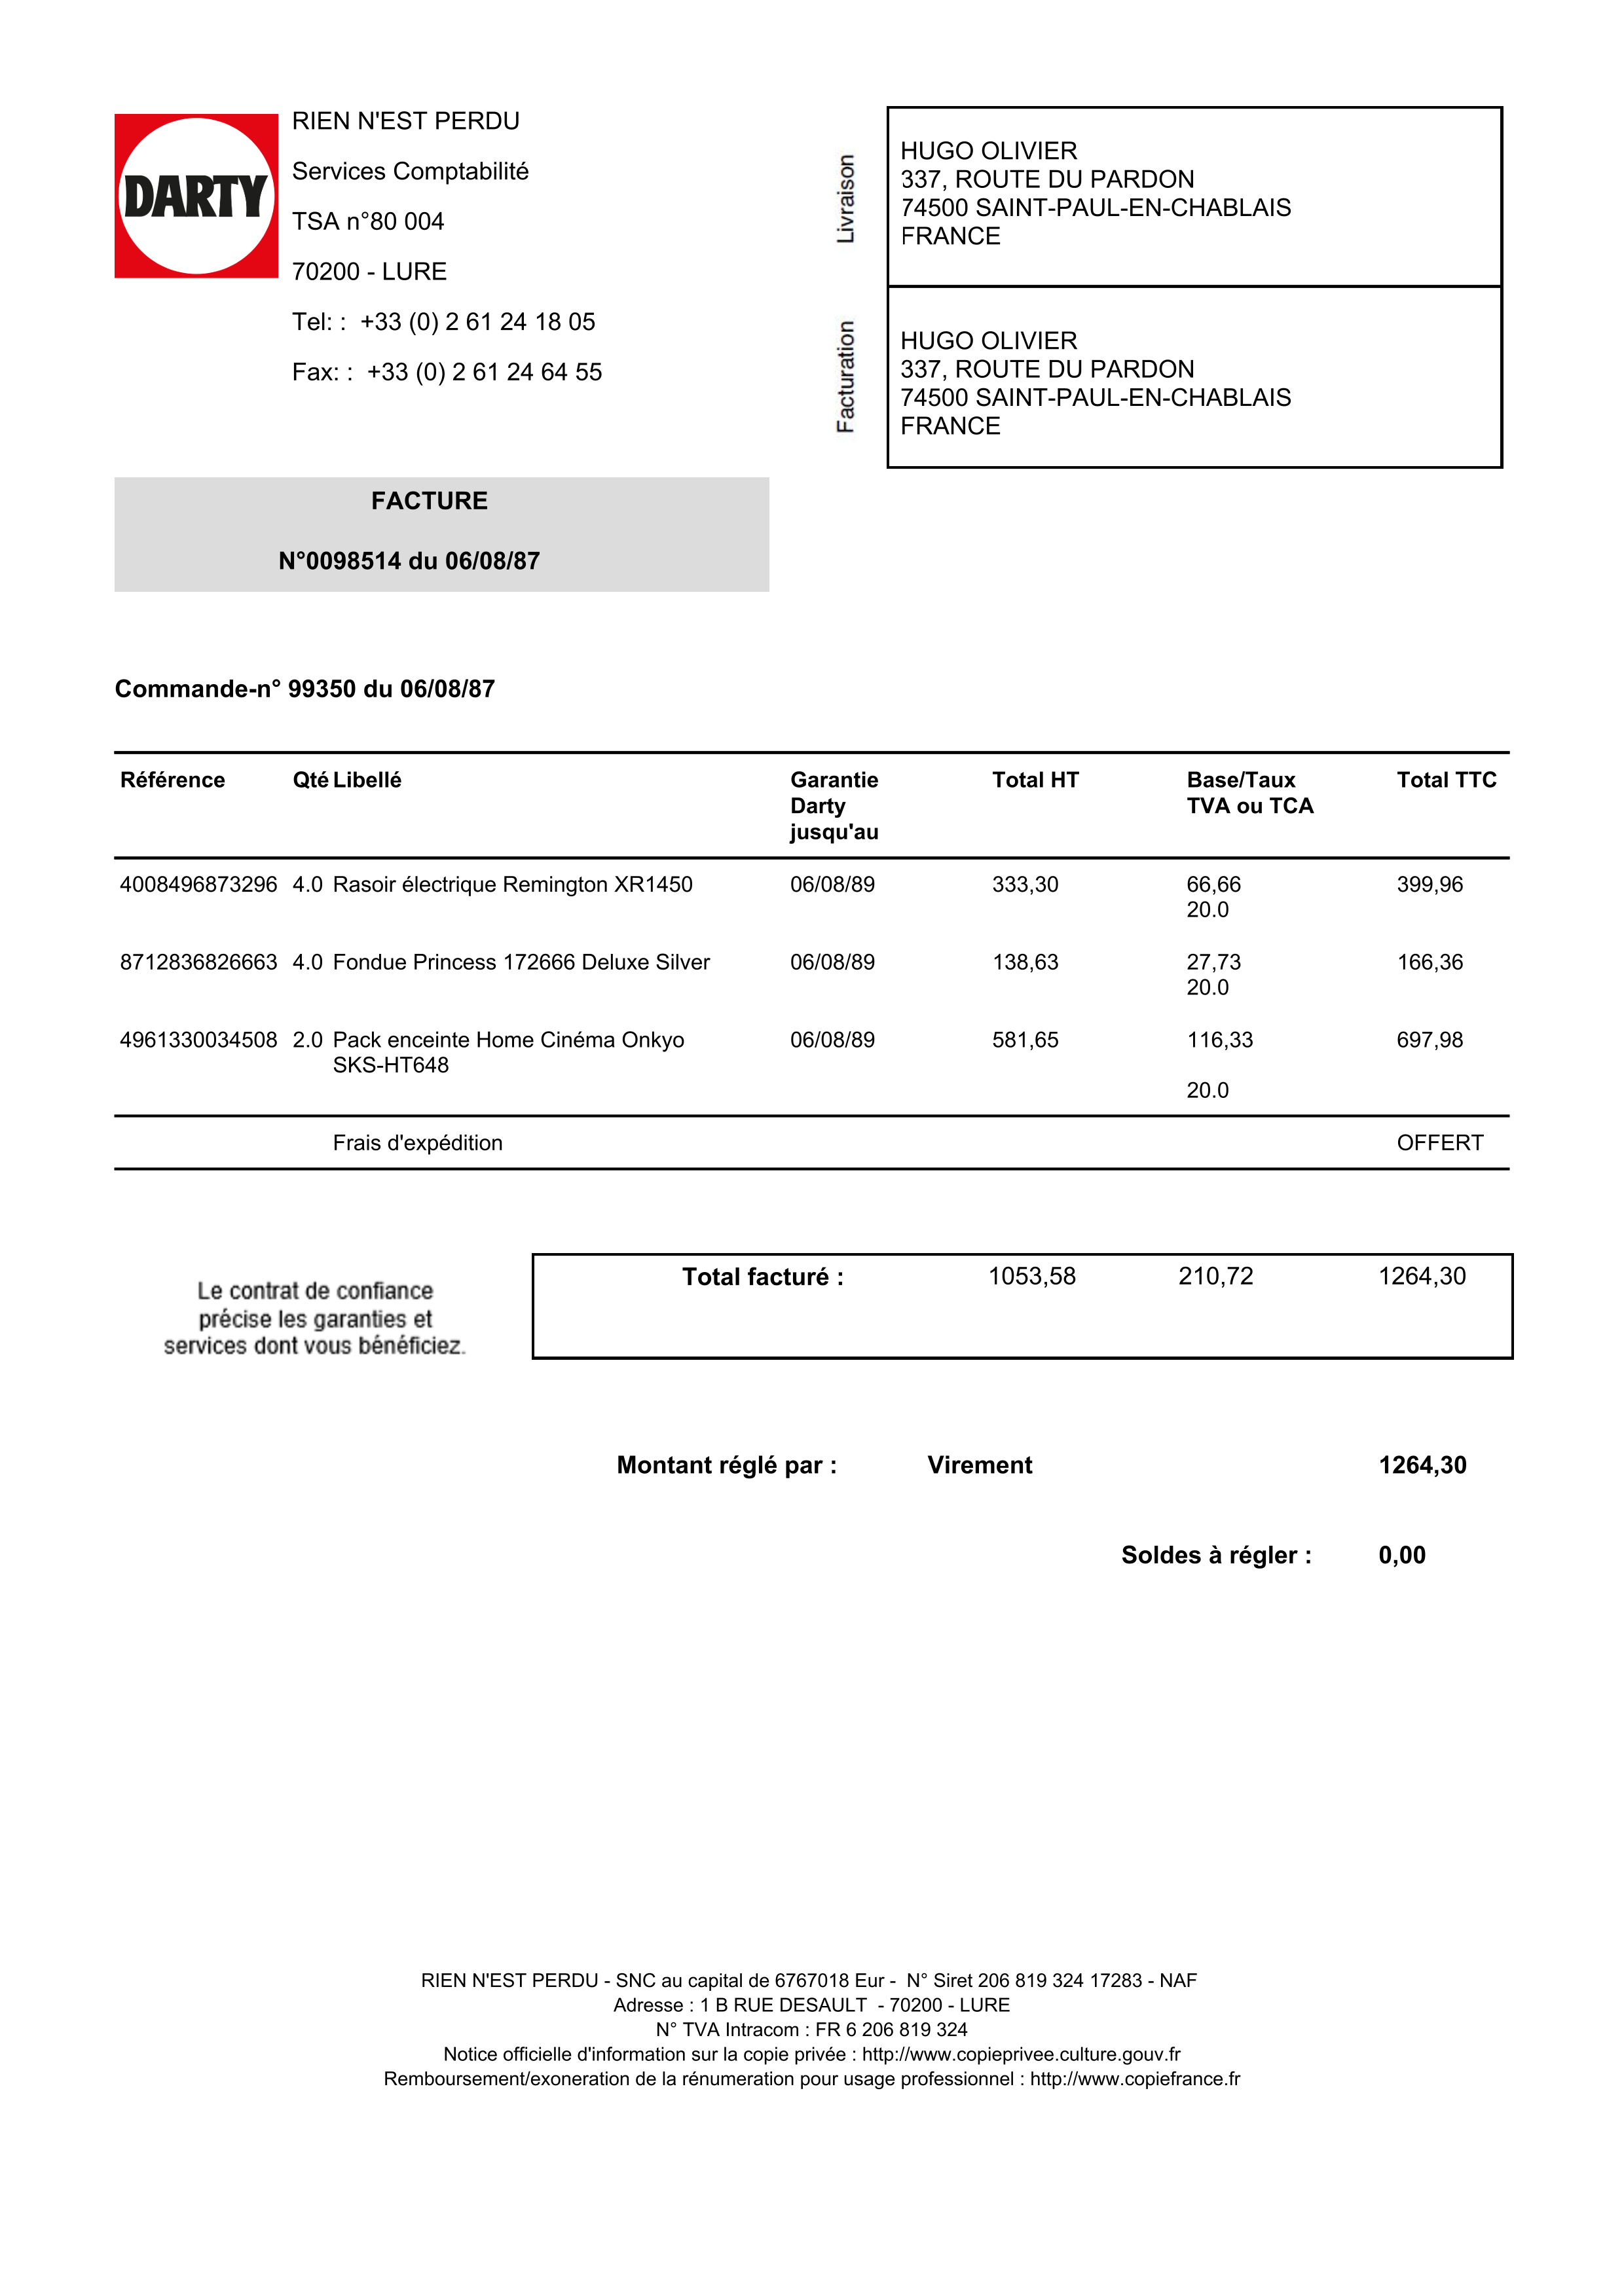 DARTY
RIEN N'EST PERDU
Services Comptabilité
TSA n°80 004
70200 - LURE
Tel: :  +33 (0) 2 61 24 18 05
Fax: :  +33 (0) 2 61 24 64 55
Livraison
HUGO OLIVIER
337, ROUTE DU PARDON
74500 SAINT-PAUL-EN-CHABLAIS
FRANCE
Facturation
HUGO OLIVIER
337, ROUTE DU PARDON
74500 SAINT-PAUL-EN-CHABLAIS
FRANCE
FACTURE
N°0098514 du 06/08/87
Commande-n° 99350 du 06/08/87
Référence Qté Libellé Garantie Total HT Base/Taux Total TTC
Darty TVA ou TCA
jusqu'au
4008496873296 4.0 Rasoir électrique Remington XR1450 06/08/89 333,30 66,66 399,96
20.0
8712836826663 4.0 Fondue Princess 172666 Deluxe Silver 06/08/89 138,63 27,73 166,36
20.0
4961330034508 2.0 Pack enceinte Home Cinéma Onkyo 06/08/89 581,65 116,33 697,98
SKS-HT648
20.0
Frais d'expédition OFFERT
Total facturé : 1053,58 210,72 1264,30
Le contrat de confiance
précise les garanties et
services dont vous bénéficiez.
Montant réglé par : Virement 1264,30
Soldes à régler : 0,00
RIEN N'EST PERDU - SNC au capital de 6767018 Eur -  N° Siret 206 819 324 17283 - NAF
Adresse : 1 B RUE DESAULT  - 70200 - LURE
N° TVA Intracom : FR 6 206 819 324
Notice officielle d'information sur la copie privée : http://www.copieprivee.culture.gouv.fr
Remboursement/exoneration de la rénumeration pour usage professionnel : http://www.copiefrance.fr